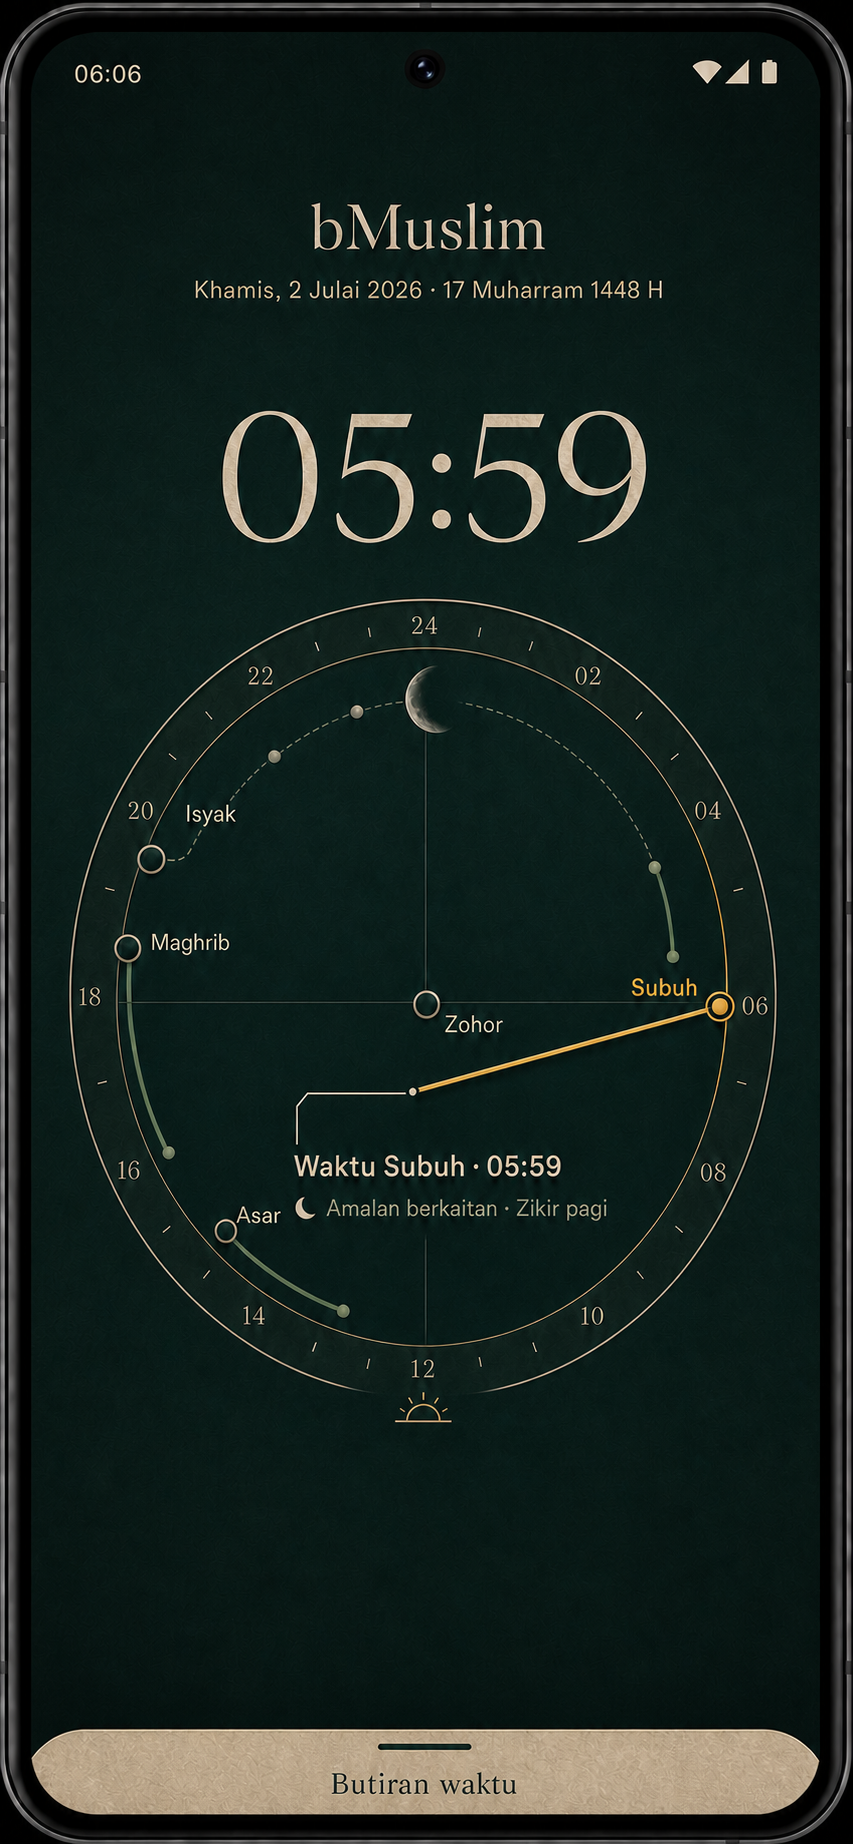 06:06
bMuslim
Khamis, 2 Julai 2026 · 17 Muharram 1448 H
05:59
24
22
02
20
04
Isyak
Maghrib
18
Subuh
06
Zohor
Waktu Subuh · 05:59
16
08
Asar
Amalan berkaitan · Zikir pagi
14
10
12
Butiran waktu